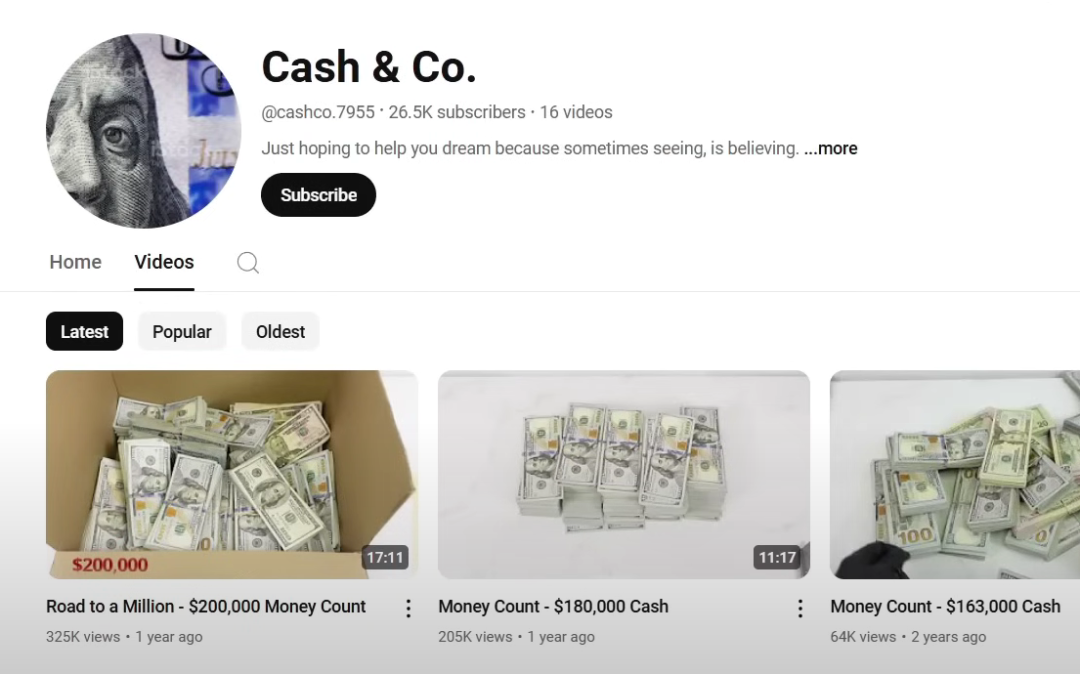 Cash & Co.
@cashco.7955 · 26.5K subscribers · 16 videos
Just hoping to help you dream because sometimes seeing, is believing. ...more
Subscribe
Home Videos
Latest Popular Oldest
$200,000
17:11
11:17
100
Road to a Million - $200,000 Money Count
Money Count - $180,000 Cash
Money Count - $163,000 Cash
325K views • 1 year ago
205K views • 1 year ago
64K views • 2 years ago